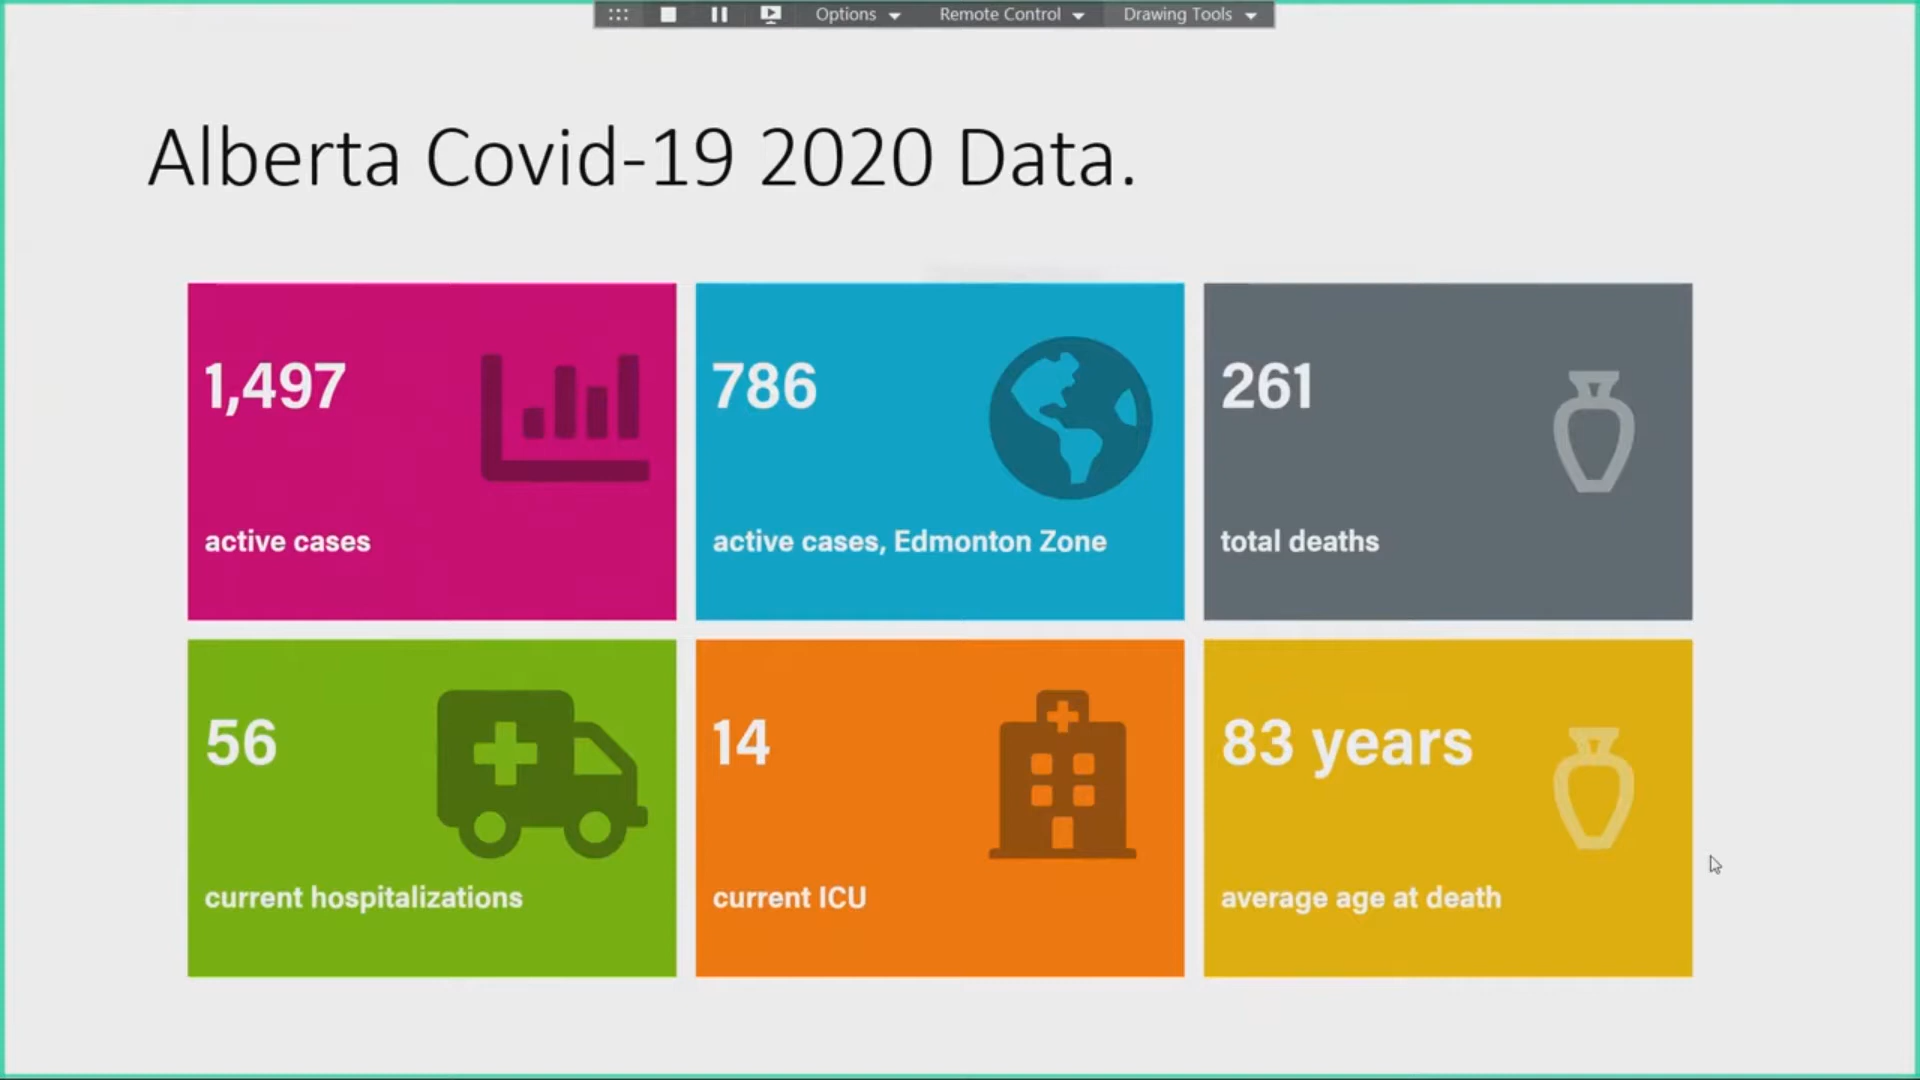 Options
Remote Control
Drawing Tools
Alberta Covid-19 2020 Data.
1,497
active cases
786
active cases, Edmonton Zone
261
total deaths
56
current hospitalizations
14
current ICU
83 years
average age at death